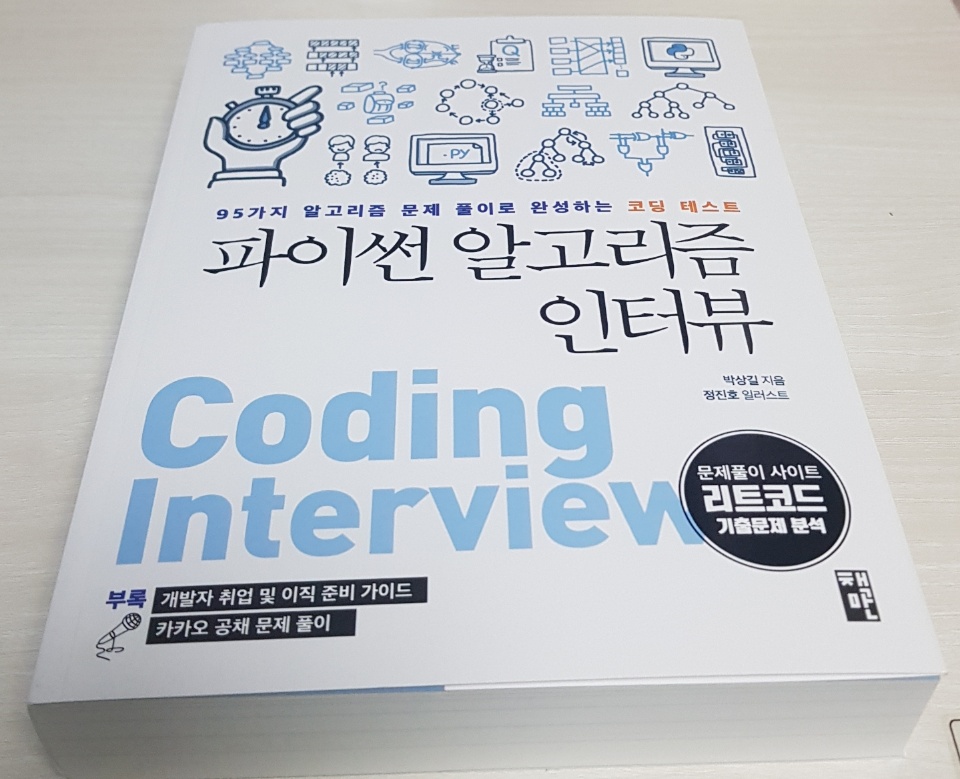 .PY
95가지 알고리즘 문제 풀이로 완성하는 코딩 테스트
파이썬 알고리즘
인터뷰
박상길 지음
정진호 일러스트
Coding
Interview
문제풀이 사이트
리트코드
기출문제 분석
부록 개발자 취업 및 이직 준비 가이드
카카오 공채 문제 풀이
책만